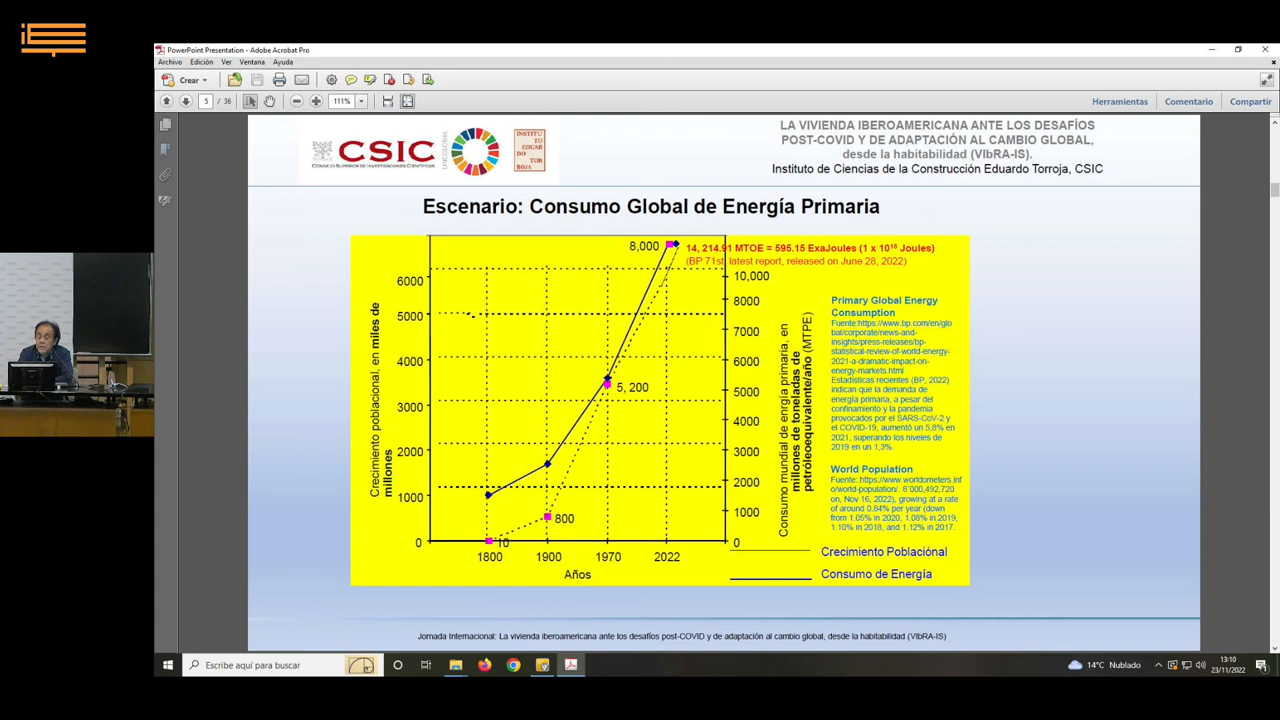 PowerPoint Presentation - Adobe Acrobat Pro
Archivo Edición Ver Ventana Ayuda
Crear
5 / 36 111% Herramientas Comentario Compartir
CSIC
CONSEJO SUPERIOR DE INVESTIGACIONES CIENTÍFICAS
INSTITU
TO
EDUAR
DO TOR
ROJA
LA VIVIENDA IBEROAMERICANA ANTE LOS DESAFÍOS
POST-COVID Y DE ADAPTACIÓN AL CAMBIO GLOBAL,
desde la habitabilidad (VIbRA-IS).
Instituto de Ciencias de la Construcción Eduardo Torroja, CSIC
Escenario: Consumo Global de Energía Primaria
8,000
14, 214.91 MTOE = 595.15 ExaJoules (1 x 10¹⁸ Joules)
(BP 71st, latest report, released on June 28, 2022)
Crecimiento poblacional, en miles de
millones
6000
5000
4000
3000
2000
1000
0
10,000
8000
7000
6000
5000
4000
3000
2000
1000
0
5, 200
800
10
1800 1900 1970 2022
Años
Consumo mundial de enrgía primaria, en
millones de toneladas de
petróleoequivalente/año (MTPE)
Primary Global Energy
Consumption
Fuente:https://www.bp.com/en/glo
bal/corporate/news-and-
insights/press-releases/bp-
statistical-review-of-world-energy-
2021-a-dramatic-impact-on-
energy-markets.html
Estadísticas recientes (BP, 2022)
indican que la demanda de
energía primaria, a pesar del
confinamiento y la pandemia
provocados por el SARS-CoV-2 y
el COVID-19, aumentó un 5,8% en
2021, superando los niveles de
2019 en un 1,3%.
World Population
Fuente: https://www.worldometers.inf
o/world-population/. 8´000,492,720
on, Nov 16, 2022), growing at a rate
of around 0.84% per year (down
from 1.05% in 2020, 1.08% in 2019,
1.10% in 2018, and 1.12% in 2017.
Crecimiento Poblaciónal
Consumo de Energía
Jornada Internacional: La vivienda iberoamericana ante los desafíos post-COVID y de adaptación al cambio global, desde la habitabilidad (VIbRA-IS)
Escribe aquí para buscar
14°C Nublado
13:10
23/11/2022